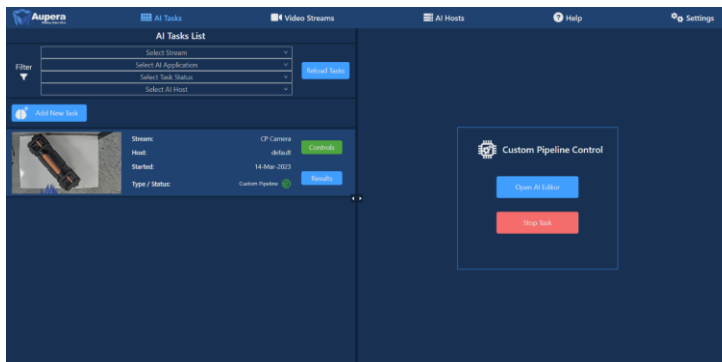 Aupera
AI Tasks
Video Streams
AI Hosts
Help
Settings
AI Tasks List
Filter
Select Stream
Select AI Application
Select Task Status
Select AI Host
Reload Tasks
Add New Task
Stream: CP Camera
Host: default
Started: 14-Mar-2023
Type / Status: Custom Pipeline
Controls
Results
Custom Pipeline Control
Open AI Editor
Stop Task